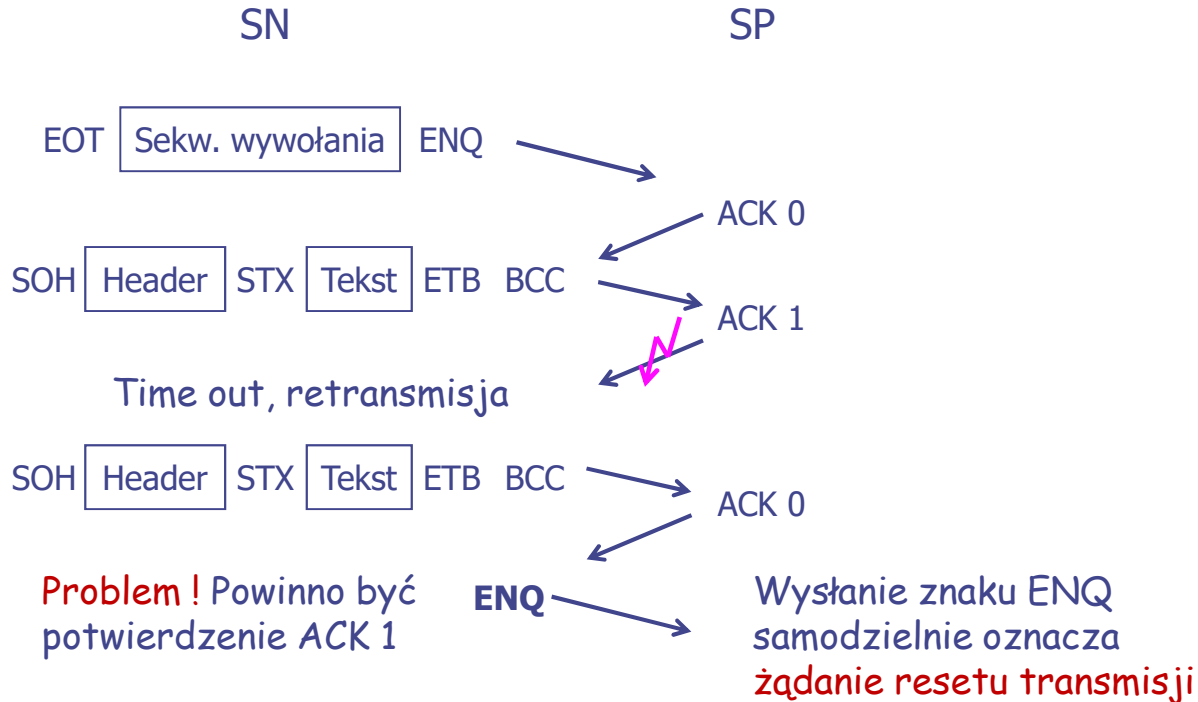 SN SP
EOT Sekw. wywołania ENQ
ACK 0
SOH Header STX Tekst ETB BCC
ACK 1
Time out, retransmisja
SOH Header STX Tekst ETB BCC
ACK 0
Problem ! Powinno być
potwierdzenie ACK 1
ENQ
Wysłanie znaku ENQ
samodzielnie oznacza
żądanie resetu transmisji